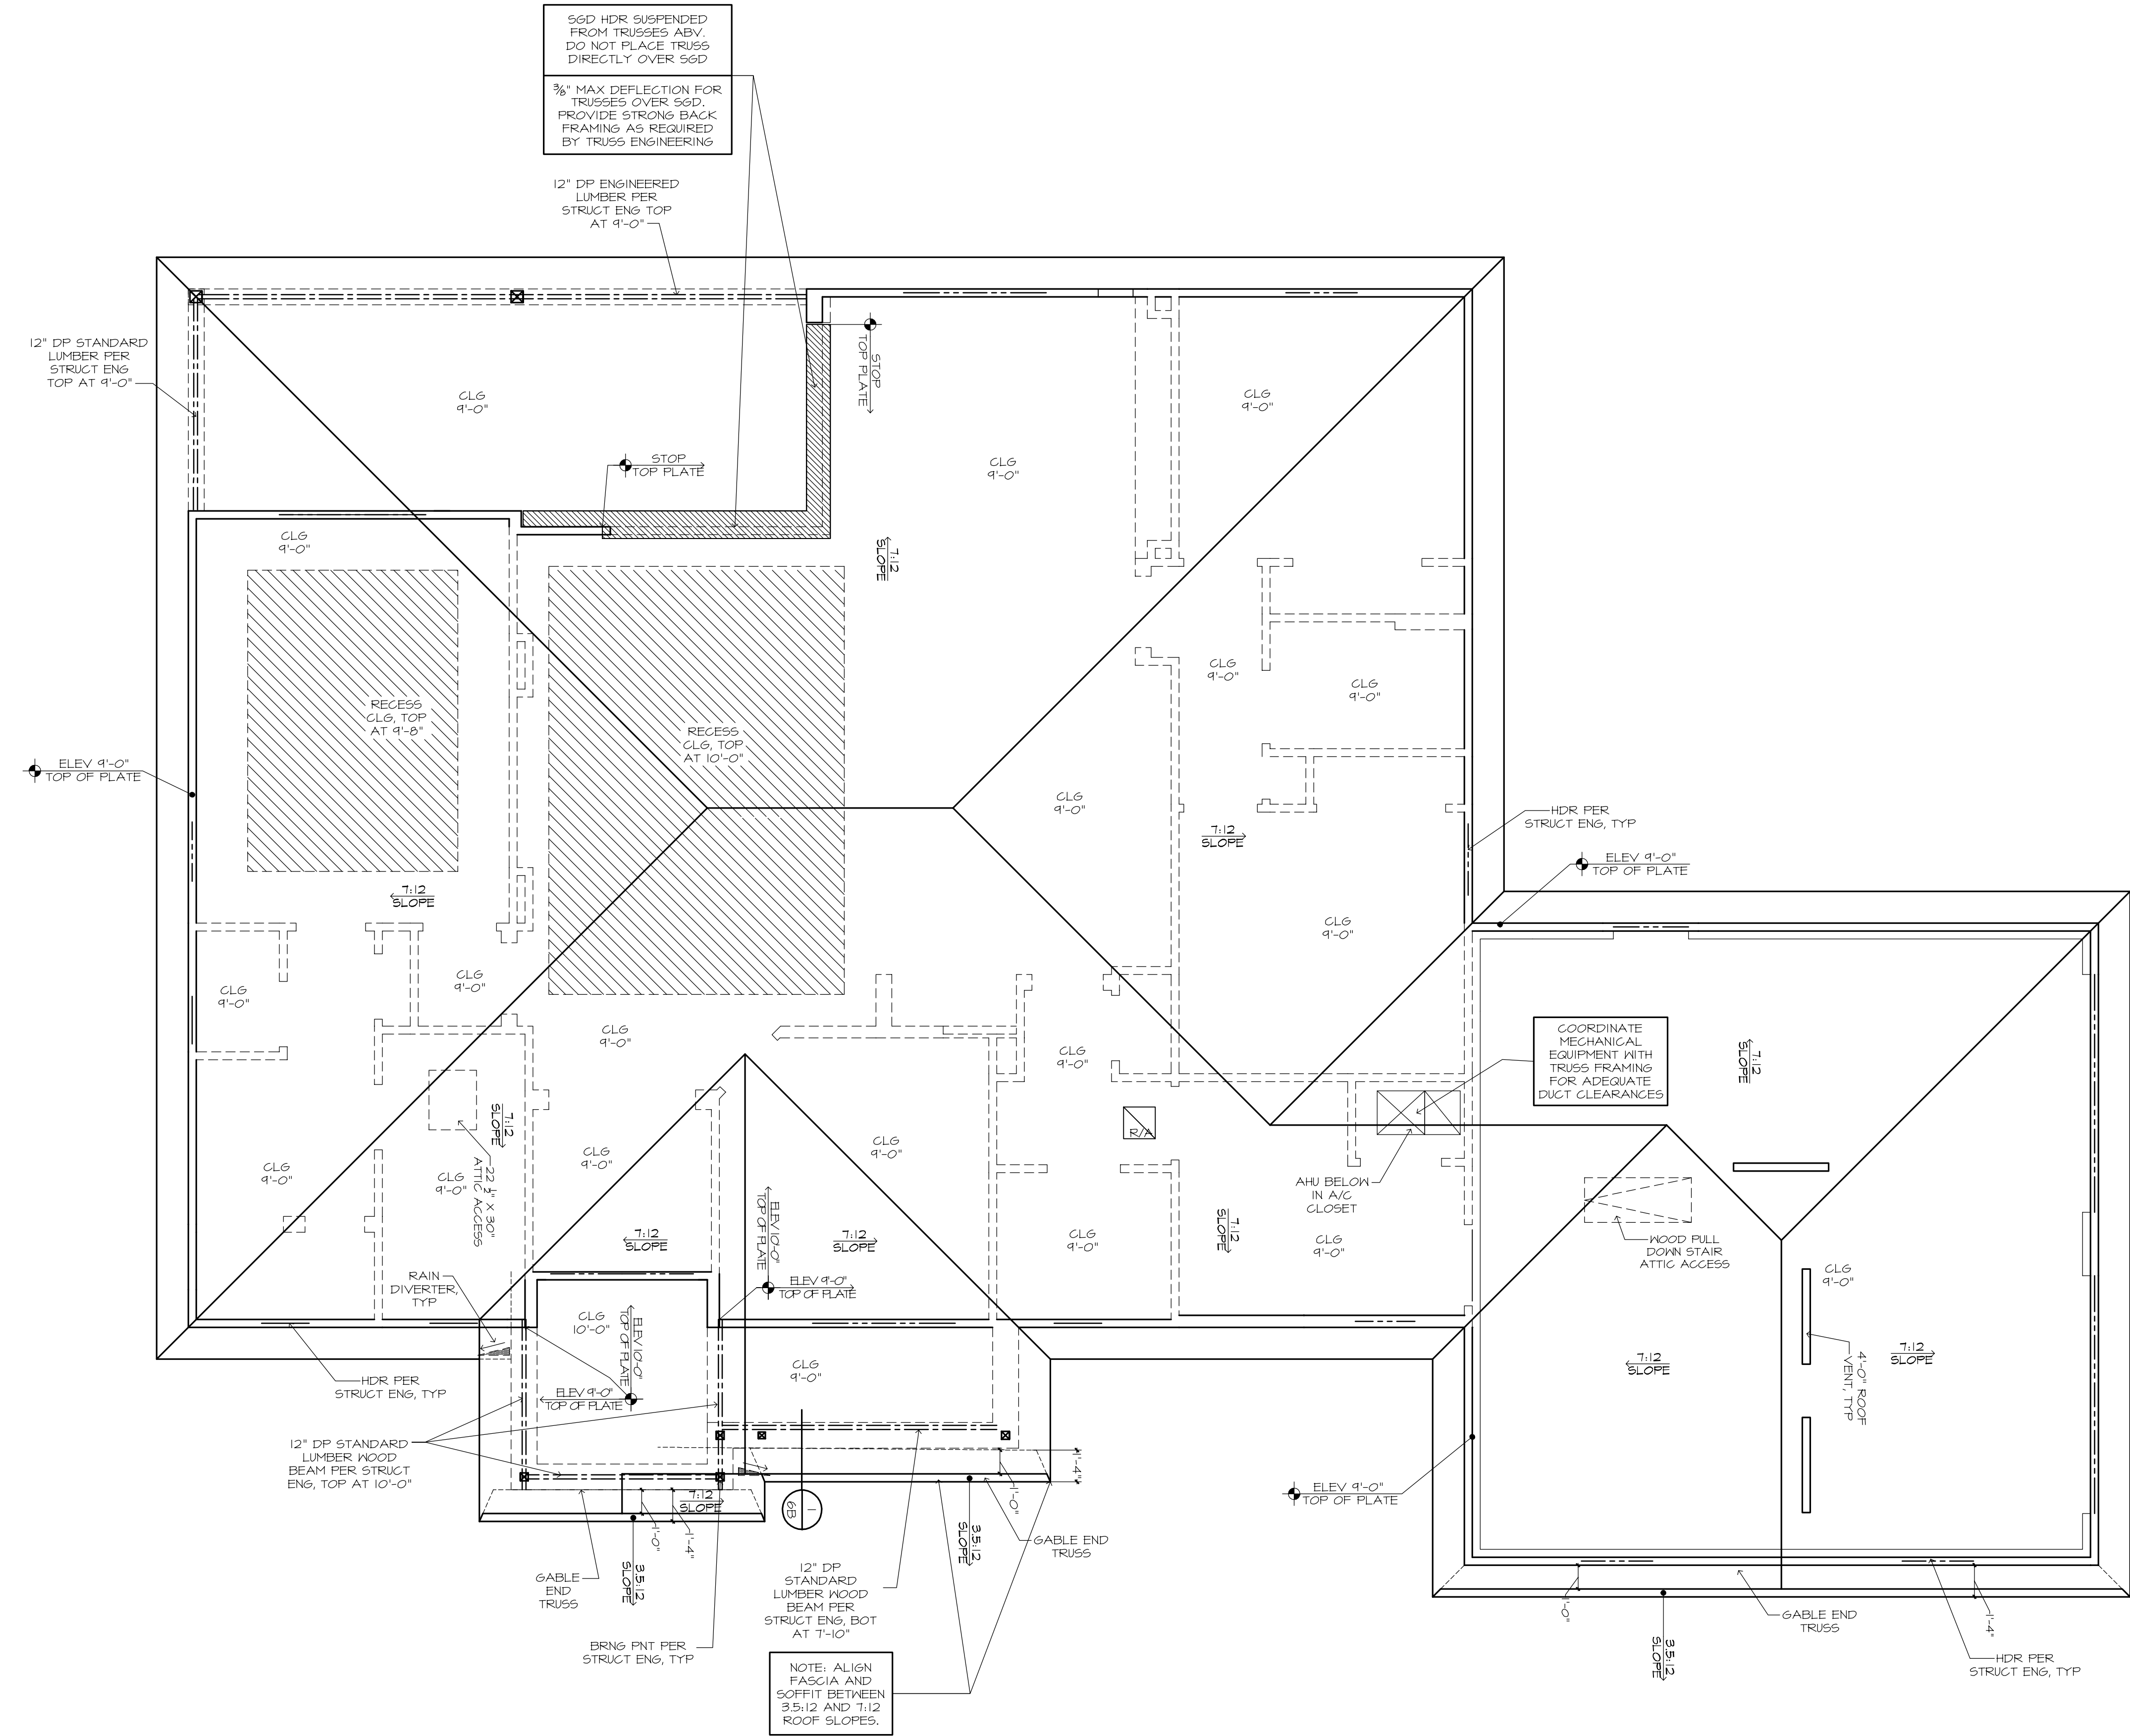 SGD HDR SUSPENDED
FROM TRUSSES ABV.
DO NOT PLACE TRUSS
DIRECTLY OVER SGD
3/8" MAX DEFLECTION FOR
TRUSSES OVER SGD.
PROVIDE STRONG BACK
FRAMING AS REQUIRED
BY TRUSS ENGINEERING
12" DP ENGINEERED
LUMBER PER
STRUCT ENG TOP
AT 9'-0"
12" DP STANDARD
LUMBER PER
STRUCT ENG
TOP AT 9'-0"
STOP
TOP PLATE
CLG
9'-0"
CLG
9'-0"
CLG
9'-0"
STOP
TOP PLATE
CLG
9'-0"
7:12
SLOPE
CLG
9'-0"
CLG
9'-0"
RECESS
CLG, TOP
AT 9'-8"
RECESS
CLG, TOP
AT 10'-0"
ELEV 9'-0"
TOP OF PLATE
CLG
9'-0"
7:12
SLOPE
HDR PER
STRUCT ENG, TYP
ELEV 9'-0"
TOP OF PLATE
7:12
SLOPE
CLG
9'-0"
CLG
9'-0"
CLG
9'-0"
CLG
9'-0"
CLG
9'-0"
COORDINATE
MECHANICAL
EQUIPMENT WITH
TRUSS FRAMING
FOR ADEQUATE
DUCT CLEARANCES
7:12
SLOPE
7:12
SLOPE
R/A
CLG
9'-0"
CLG
9'-0"
CLG
9'-0"
CLG
9'-0"
22 1/2" X 30"
ATTIC ACCESS
AHU BELOW
IN A/C
CLOSET
ELEV 10'-0"
TOP OF PLATE
7:12
SLOPE
7:12
SLOPE
7:12
SLOPE
CLG
9'-0"
CLG
9'-0"
WOOD PULL
DOWN STAIR
ATTIC ACCESS
CLG
9'-0"
RAIN
DIVERTER,
TYP
ELEV 9'-0"
TOP OF PLATE
CLG
10'-0"
ELEV 10'-0"
TOP OF PLATE
CLG
9'-0"
7:12
SLOPE
7:12
SLOPE
4'-0" ROOF
VENT, TYP
HDR PER
STRUCT ENG, TYP
ELEV 9'-0"
TOP OF PLATE
12" DP STANDARD
LUMBER WOOD
BEAM PER STRUCT
ENG, TOP AT 10'-0"
1'-4"
1'-0"
7:12
SLOPE
1
6B
ELEV 9'-0"
TOP OF PLATE
1'-0"
1'-4"
3.5:12
SLOPE
GABLE END
TRUSS
GABLE
END
TRUSS
3.5:12
SLOPE
12" DP
STANDARD
LUMBER WOOD
BEAM PER
STRUCT ENG, BOT
AT 7'-10"
1'-0"
1'-4"
GABLE END
TRUSS
BRNG PNT PER
STRUCT ENG, TYP
3.5:12
SLOPE
HDR PER
STRUCT ENG, TYP
NOTE: ALIGN
FASCIA AND
SOFFIT BETWEEN
3.5:12 AND 7:12
ROOF SLOPES.